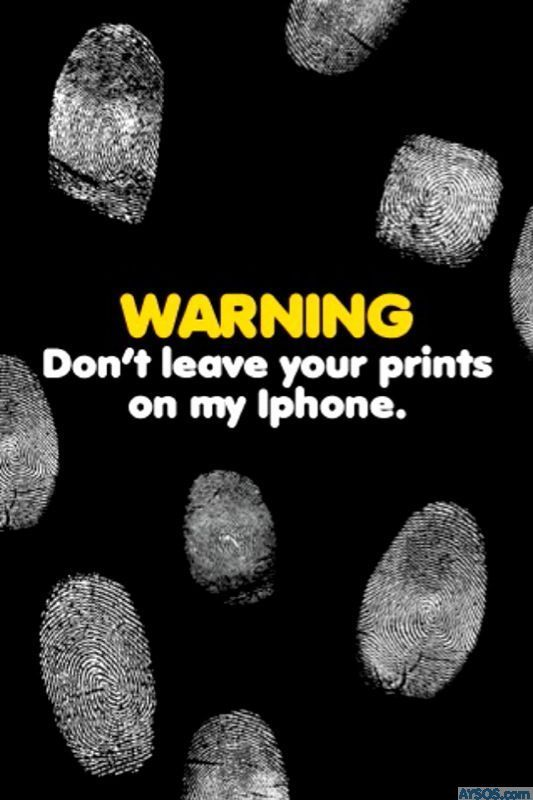 WARNING
Don't leave your prints
on my Iphone.
AYSOS.com